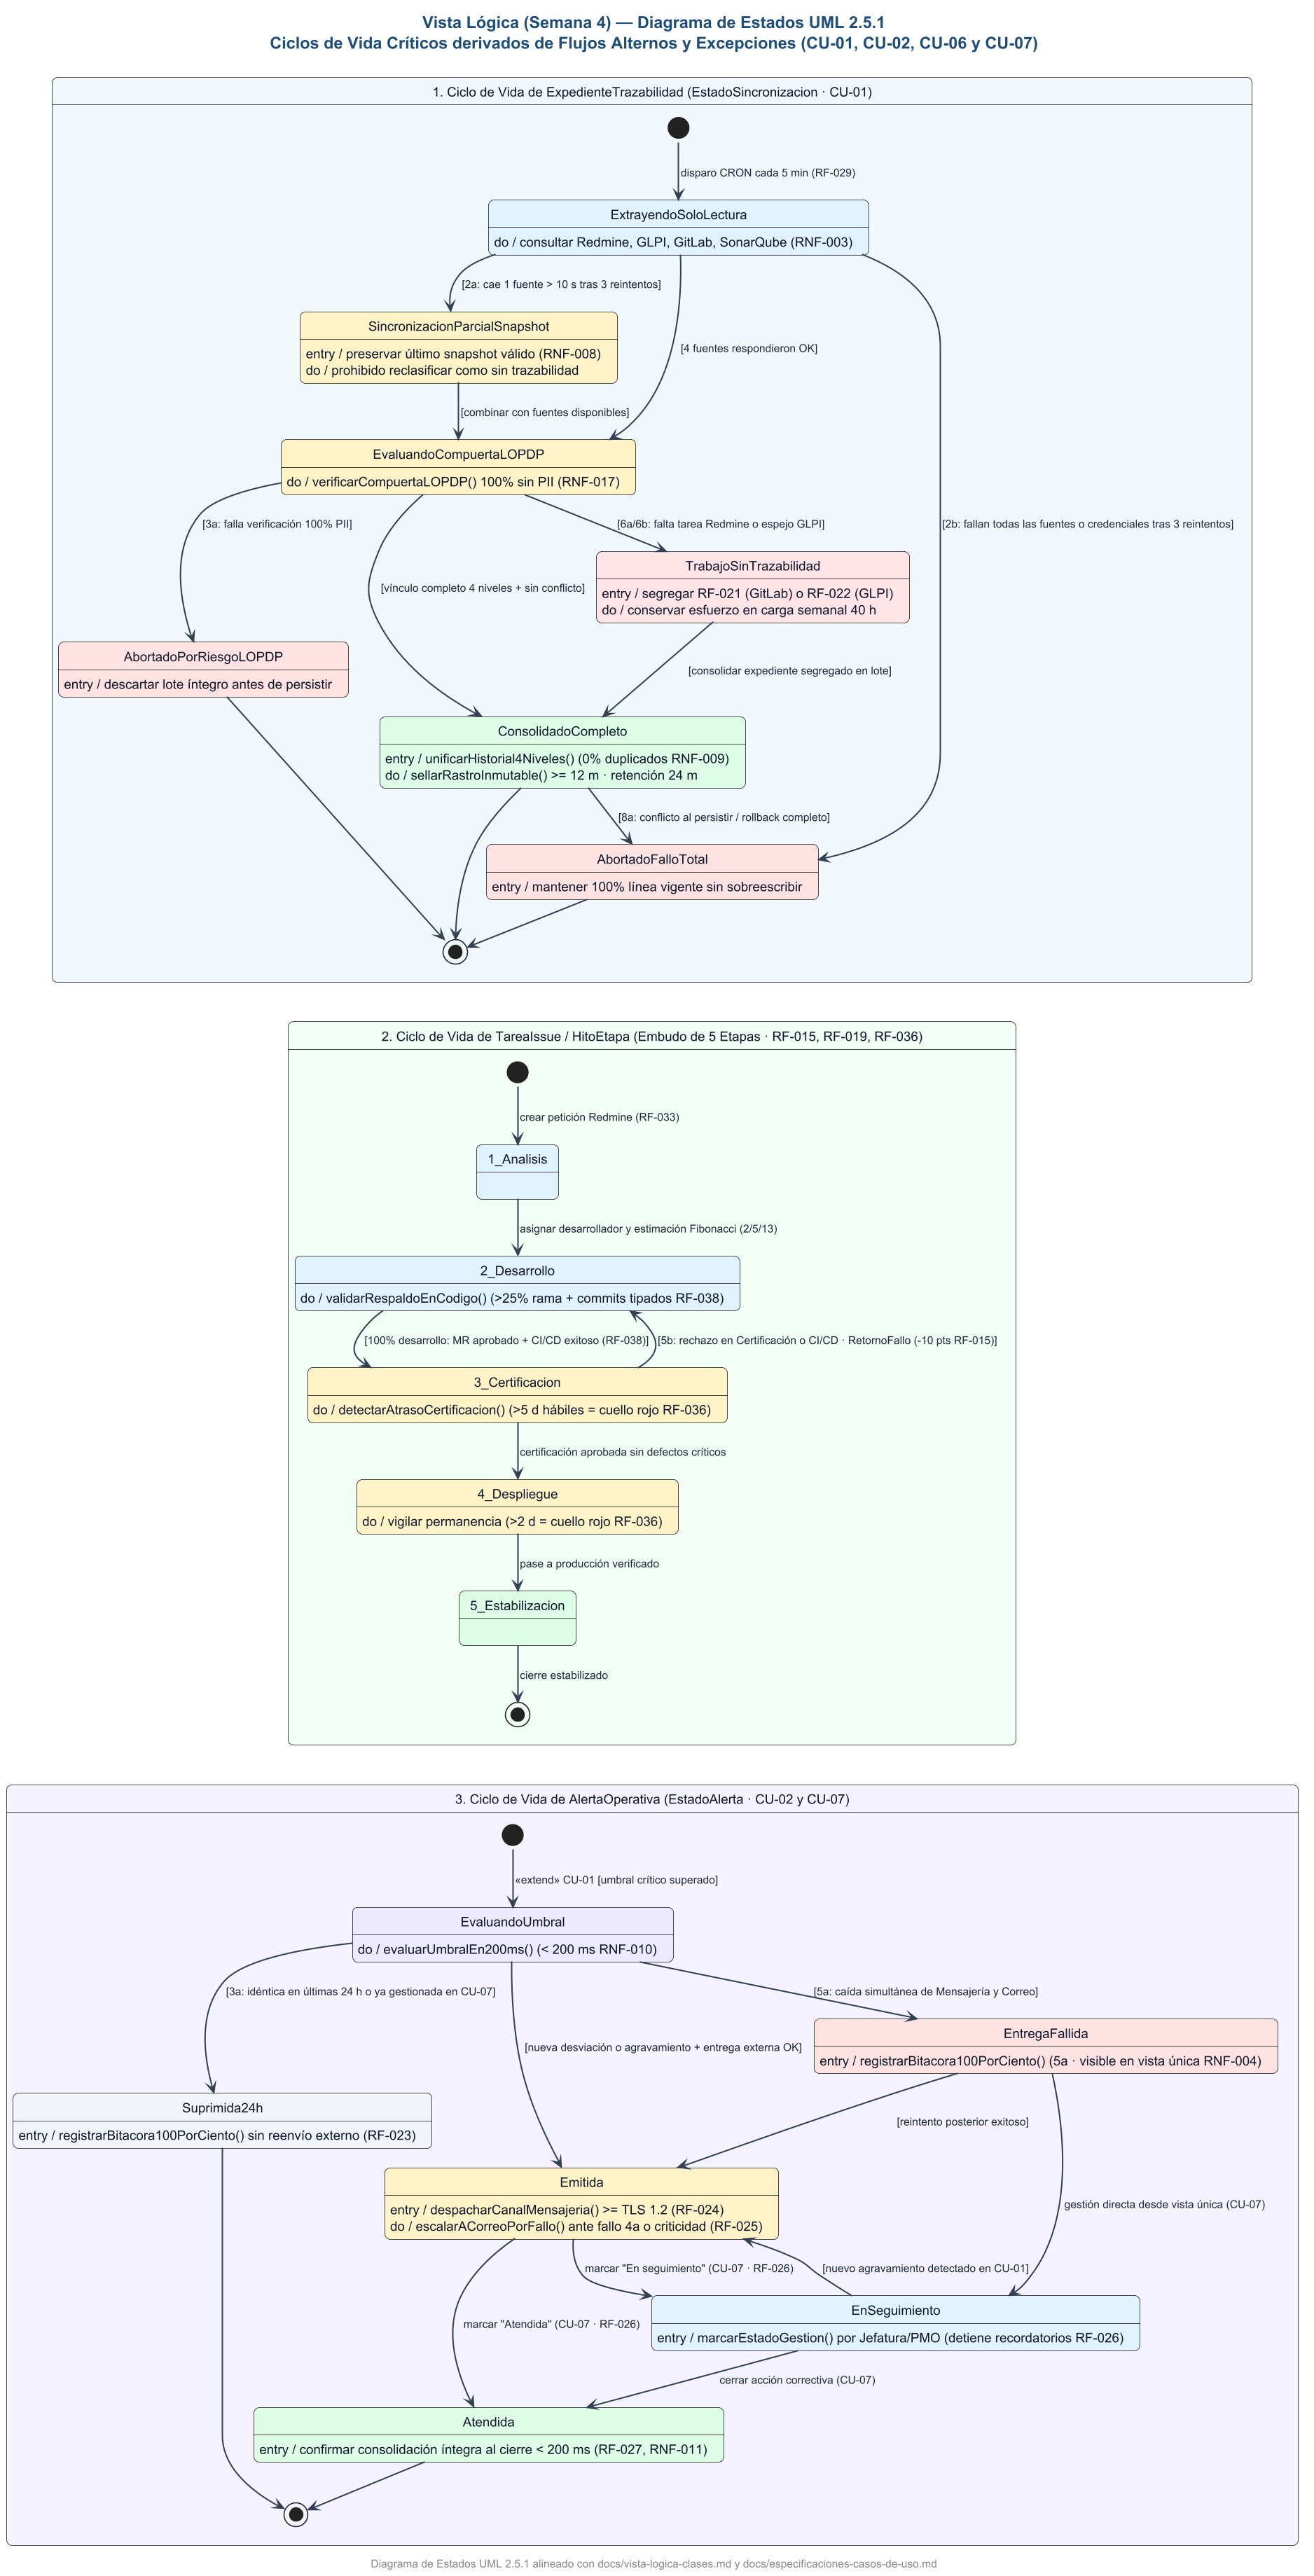 Vista Lógica (Semana 4) — Diagrama de Estados UML 2.5.1
Ciclos de Vida Críticos derivados de Flujos Alternos y Excepciones (CU-01, CU-02, CU-06 y CU-07)
1. Ciclo de Vida de ExpedienteTrazabilidad (EstadoSincronizacion · CU-01)
disparo CRON cada 5 min (RF-029)
ExtrayendoSoloLectura
do / consultar Redmine, GLPI, GitLab, SonarQube (RNF-003)
[2a: cae 1 fuente > 10 s tras 3 reintentos]
SincronizacionParcialSnapshot
entry / preservar último snapshot válido (RNF-008)
do / prohibido reclasificar como sin trazabilidad
[4 fuentes respondieron OK]
[combinar con fuentes disponibles]
EvaluandoCompuertaLOPDP
do / verificarCompuertaLOPDP() 100% sin PII (RNF-017)
[3a: falla verificación 100% PII]
[6a/6b: falta tarea Redmine o espejo GLPI]
[2b: fallan todas las fuentes o credenciales tras 3 reintentos]
TrabajoSinTrazabilidad
entry / segregar RF-021 (GitLab) o RF-022 (GLPI)
do / conservar esfuerzo en carga semanal 40 h
[vínculo completo 4 niveles + sin conflicto]
AbortadoPorRiesgoLOPDP
entry / descartar lote íntegro antes de persistir
[consolidar expediente segregado en lote]
ConsolidadoCompleto
entry / unificarHistorial4Niveles() (0% duplicados RNF-009)
do / sellarRastroInmutable() >= 12 m · retención 24 m
[8a: conflicto al persistir / rollback completo]
AbortadoFalloTotal
entry / mantener 100% línea vigente sin sobreescribir
2. Ciclo de Vida de TareaIssue / HitoEtapa (Embudo de 5 Etapas · RF-015, RF-019, RF-036)
crear petición Redmine (RF-033)
1_Analisis
asignar desarrollador y estimación Fibonacci (2/5/13)
2_Desarrollo
do / validarRespaldoEnCodigo() (>25% rama + commits tipados RF-038)
[100% desarrollo: MR aprobado + CI/CD exitoso (RF-038)]
[5b: rechazo en Certificación o CI/CD · RetornoFallo (-10 pts RF-015)]
3_Certificacion
do / detectarAtrasoCertificacion() (>5 d hábiles = cuello rojo RF-036)
certificación aprobada sin defectos críticos
4_Despliegue
do / vigilar permanencia (>2 d = cuello rojo RF-036)
pase a producción verificado
5_Estabilizacion
cierre estabilizado
3. Ciclo de Vida de AlertaOperativa (EstadoAlerta · CU-02 y CU-07)
«extend» CU-01 [umbral crítico superado]
EvaluandoUmbral
do / evaluarUmbralEn200ms() (< 200 ms RNF-010)
[3a: idéntica en últimas 24 h o ya gestionada en CU-07]
[5a: caída simultánea de Mensajería y Correo]
EntregaFallida
entry / registrarBitacora100PorCiento() (5a · visible en vista única RNF-004)
[nueva desviación o agravamiento + entrega externa OK]
Suprimida24h
entry / registrarBitacora100PorCiento() sin reenvío externo (RF-023)
[reintento posterior exitoso]
Emitida
entry / despacharCanalMensajeria() >= TLS 1.2 (RF-024)
do / escalarACorreoPorFallo() ante fallo 4a o criticidad (RF-025)
gestión directa desde vista única (CU-07)
marcar "En seguimiento" (CU-07 · RF-026)
[nuevo agravamiento detectado en CU-01]
EnSeguimiento
entry / marcarEstadoGestion() por Jefatura/PMO (detiene recordatorios RF-026)
marcar "Atendida" (CU-07 · RF-026)
cerrar acción correctiva (CU-07)
Atendida
entry / confirmar consolidación íntegra al cierre < 200 ms (RF-027, RNF-011)
Diagrama de Estados UML 2.5.1 alineado con docs/vista-logica-clases.md y docs/especificaciones-casos-de-uso.md